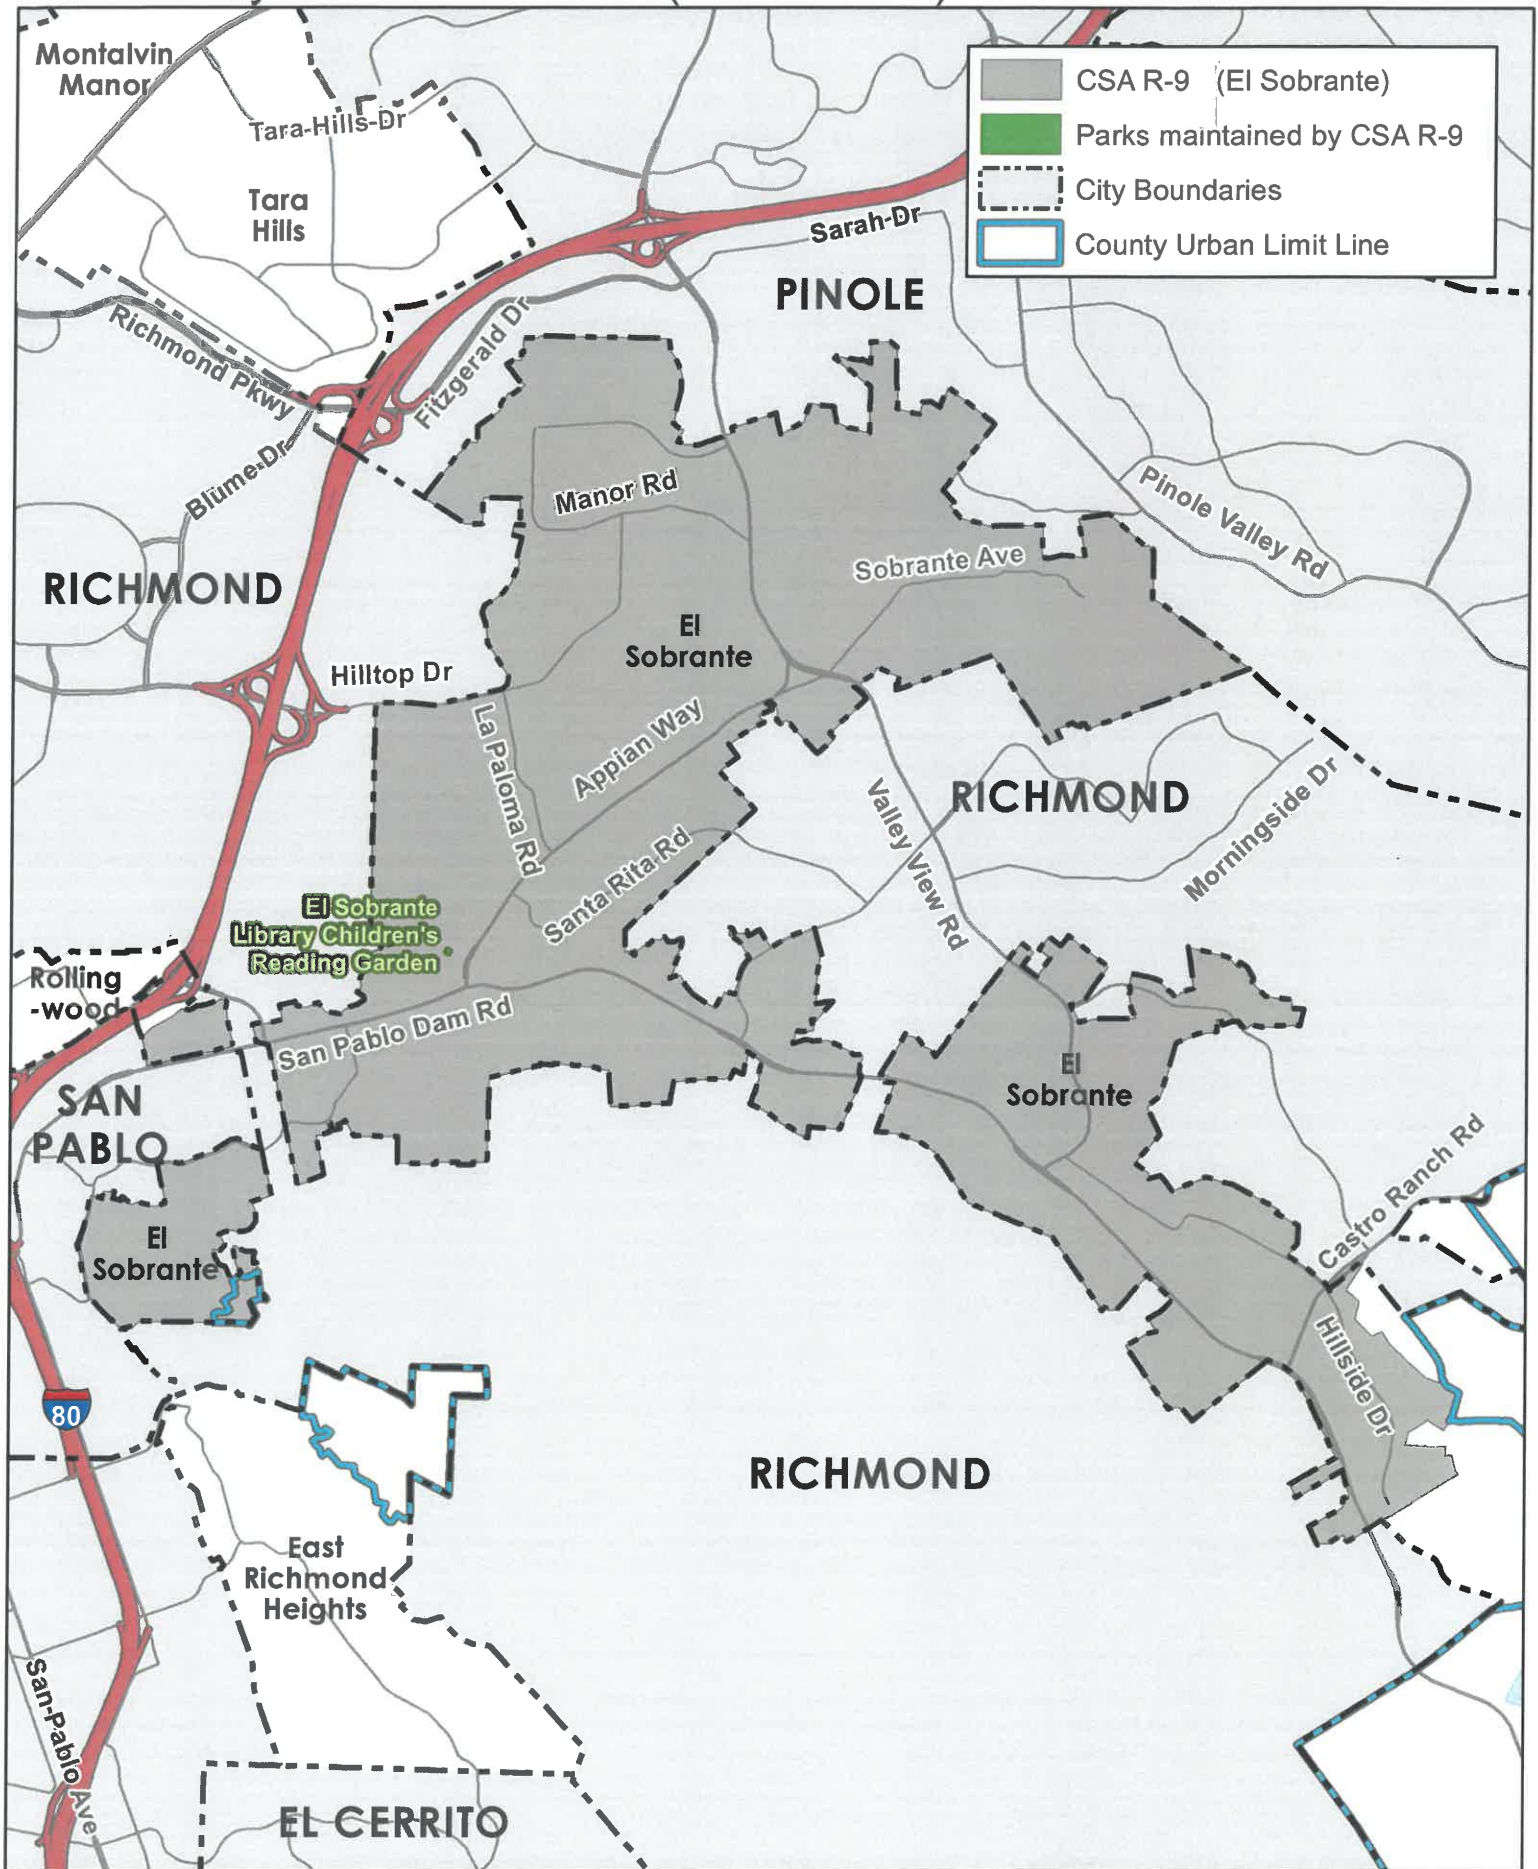 CSA R-9 (El Sobrante)
Parks maintained by CSA R-9
City Boundaries
County Urban Limit Line
Montalvin
Manor
Tara-Hills-Dr
Tara
Hills
Sarah-Dr
PINOLE
Richmond Pkwy
Fitzgerald Dr
Blume-Dr
Manor Rd
Pinole Valley Rd
Sobrante Ave
RICHMOND
El
Sobrante
Hilltop Dr
La Paloma Rd
Appian Way
Valley View Rd
RICHMOND
Morningside Dr
Santa Rita Rd
El Sobrante
Library Children's
Reading Garden
Rolling
-wood
San Pablo Dam Rd
El
Sobrante
SAN
PABLO
Castro Ranch Rd
El
Sobrante
Hillside Dr
80
RICHMOND
East
Richmond
Heights
San-Pablo Ave
EL CERRITO